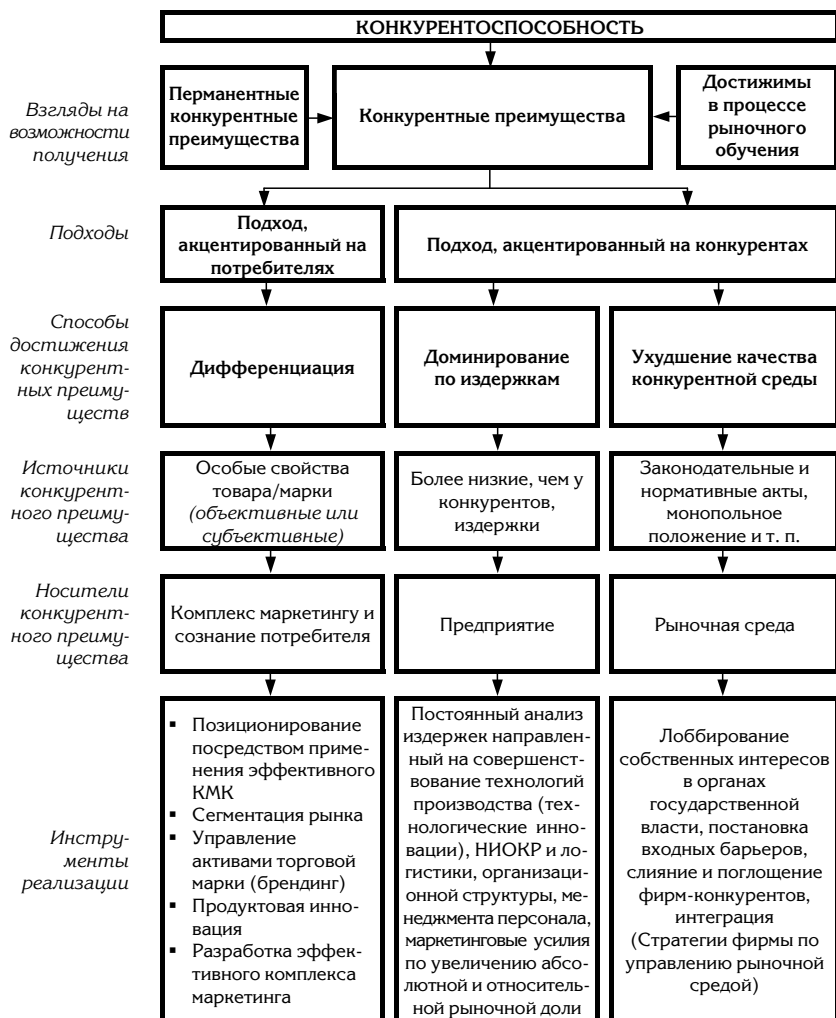 КОНКУРЕНТОСПОСОБНОСТЬ
Взгляды на
возможности
получения
Перманентные
конкурентные
преимущества
Конкурентные преимущества
Достижимы
в процессе
рыночного
обучения
Подходы
Подход,
акцентированный на
потребителях
Подход, акцентированный на конкурентах
Способы
достижения
конкурент-
ных преиму-
ществ
Дифференциация
Доминирование
по издержкам
Ухудшение качества
конкурентной среды
Источники
конкурент-
ного преиму-
щества
Особые свойства
товара/марки
(объективные или
субъективные)
Более низкие, чем у
конкурентов,
издержки
Законодательные и
нормативные акты,
монопольное
положение и т. п.
Носители
конкурент-
ного преиму-
щества
Комплекс маркетингу и
сознание потребителя
Предприятие
Рыночная среда
Инстру-
менты
реализации
▪ Позиционирование
посредством приме-
нения эффективного
КМК
▪ Сегментация рынка
▪ Управление
активами торговой
марки (брендинг)
▪ Продуктовая инно-
вация
▪ Разработка эффек-
тивного комплекса
маркетинга
Постоянный анализ
издержек направлен-
ный на совершенст-
вование технологий
производства (тех-
нологические инно-
вации), НИОКР и ло-
гистики, организаци-
онной структуры, ме-
неджмента персонала,
маркетинговые усилия
по увеличению абсо-
лютной и относитель-
ной рыночной доли
Лоббирование
собственных интересов
в органах
государственной
власти, постановка
входных барьеров,
слияние и поглощение
фирм-конкурентов,
интеграция
(Стратегии фирмы по
управлению рыночной
средой)